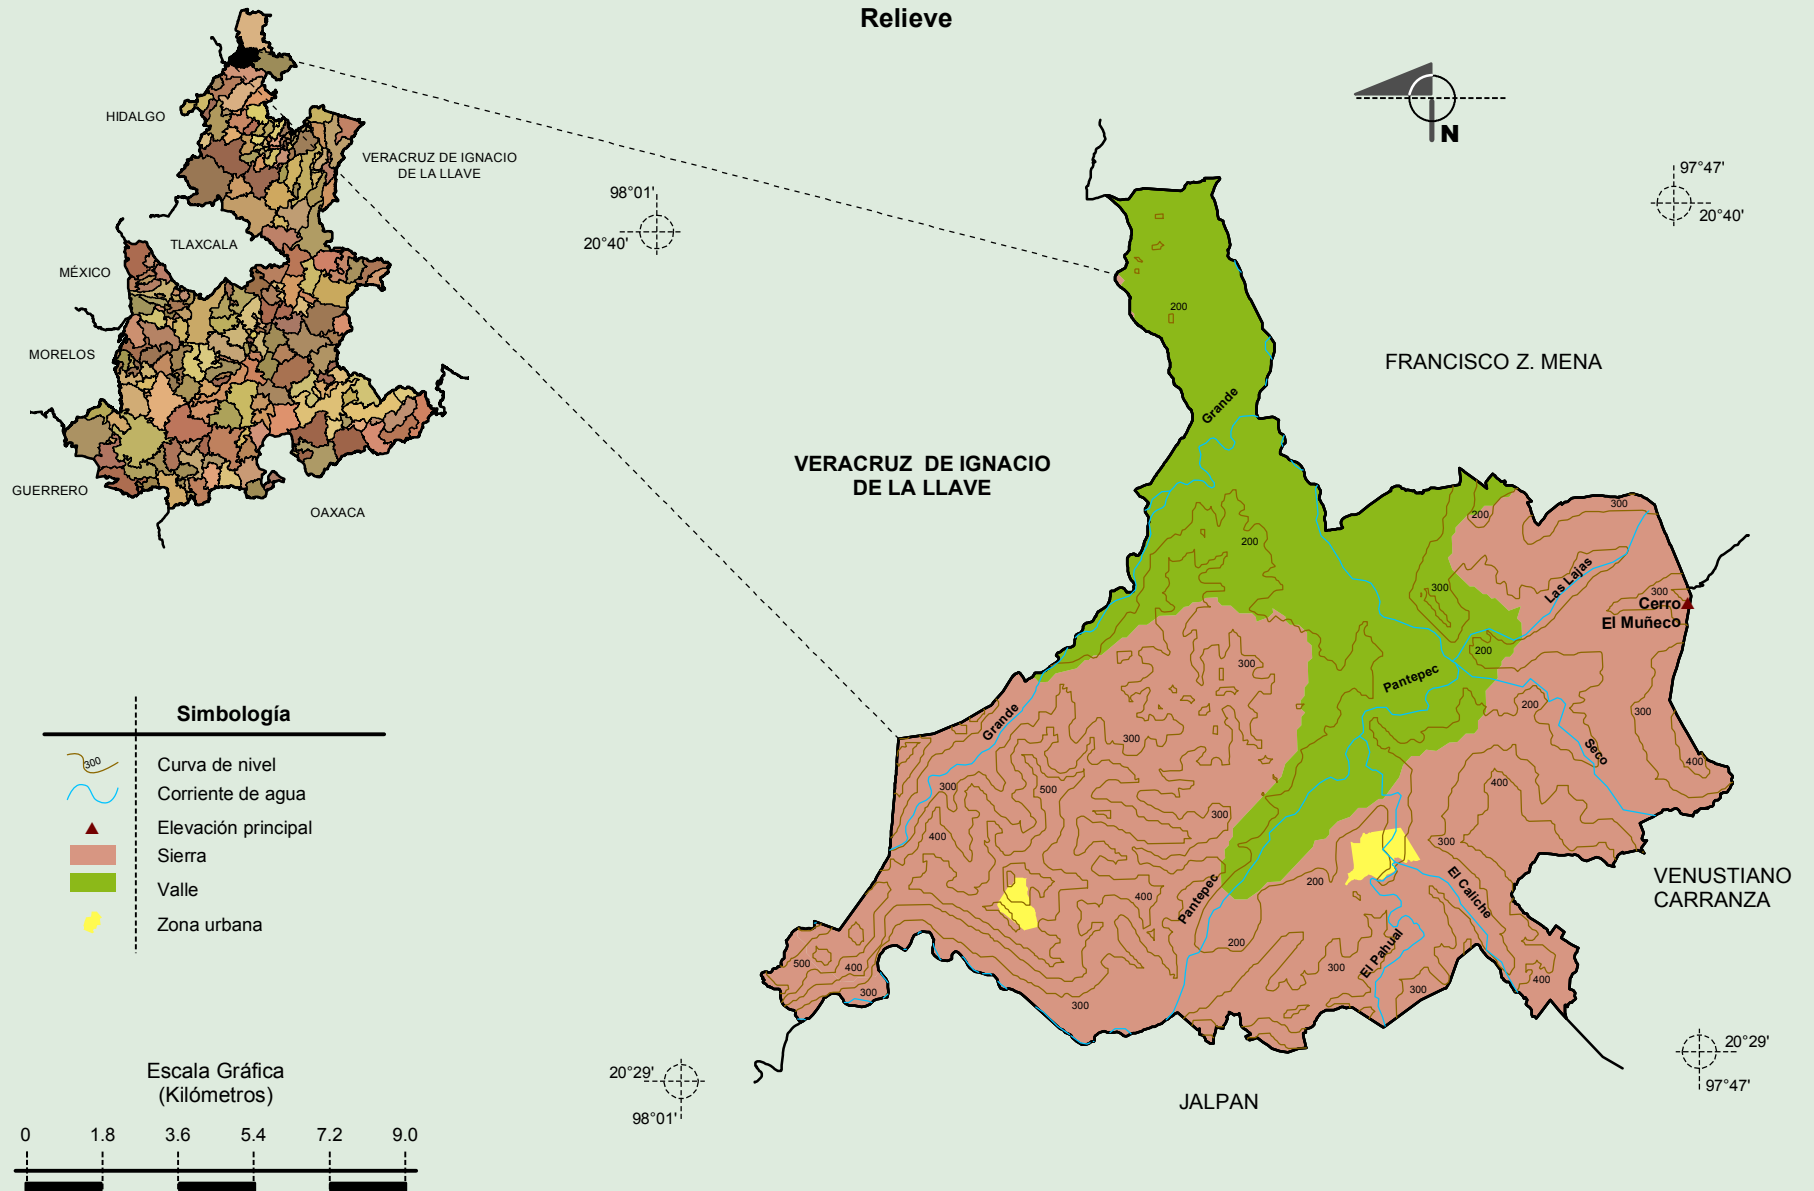 Relieve
HIDALGO
VERACRUZ DE IGNACIO
DE LA LLAVE
TLAXCALA
MÉXICO
MORELOS
GUERRERO
OAXACA
N
98°01'
20°40'
97°47'
20°40'
FRANCISCO Z. MENA
VERACRUZ DE IGNACIO
DE LA LLAVE
200
Grande
200
200
300
300
Las Lajas
300
300
Cerro
El Muñeco
200
Pantepec
300
Grande
300
200
300
Seco
400
300
500
400
300
400
300
El Caliche
200
400
Pantepec
200
El Pahual
300
300
400
500
400
300
300
VENUSTIANO
CARRANZA
JALPAN
20°29'
98°01'
20°29'
97°47'
Simbología
300
Curva de nivel
Corriente de agua
Elevación principal
Sierra
Valle
Zona urbana
Escala Gráfica
(Kilómetros)
0 1.8 3.6 5.4 7.2 9.0